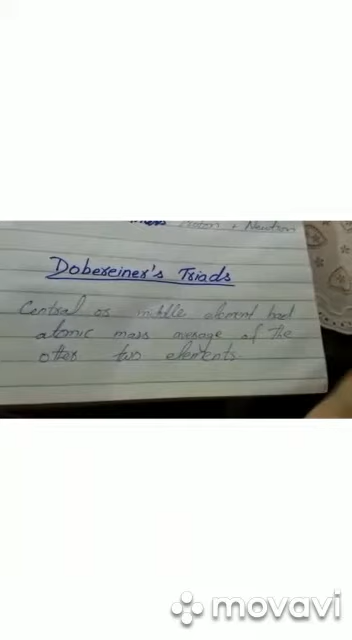 Proton + Neutron
Dobereiner's Triads
Central or middle element had
atomic mass average of the
other two elements
movavi